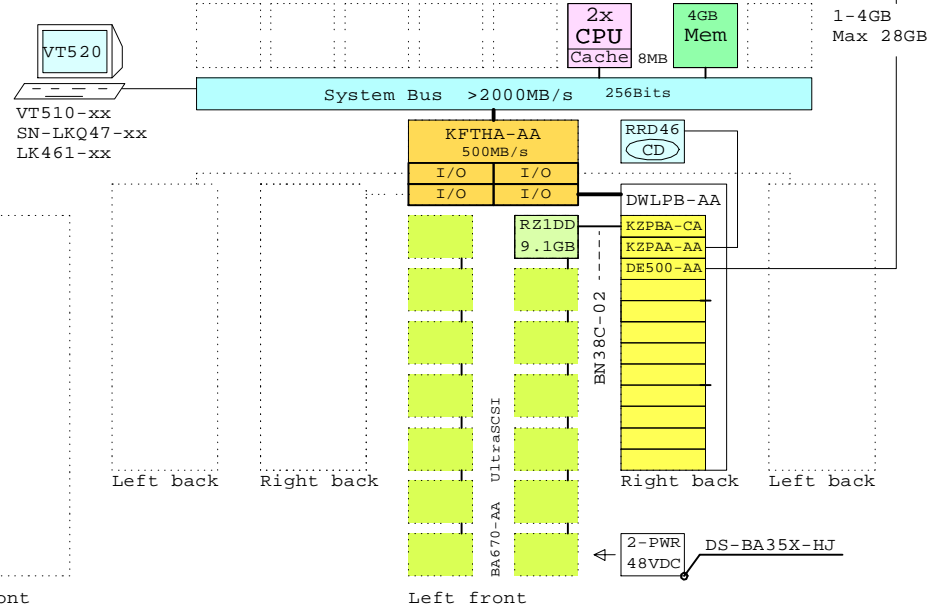 2x
CPU
Cache
8MB
4GB
Mem
1-4GB
Max 28GB
VT520
System Bus >2000MB/s 256Bits
VT510-xx
SN-LKQ47-xx
LK461-xx
KFTHA-AA
500MB/s
I/O I/O
I/O I/O
RRD46
CD
DWLPB-AA
RZ1DD
9.1GB
KZPBA-CA
KZPAA-AA
DE500-AA
BN38C-02
BA670-AA UltraSCSI
Left back
Right back
Right back
Left back
2-PWR
48VDC
DS-BA35X-HJ
ont
Left front